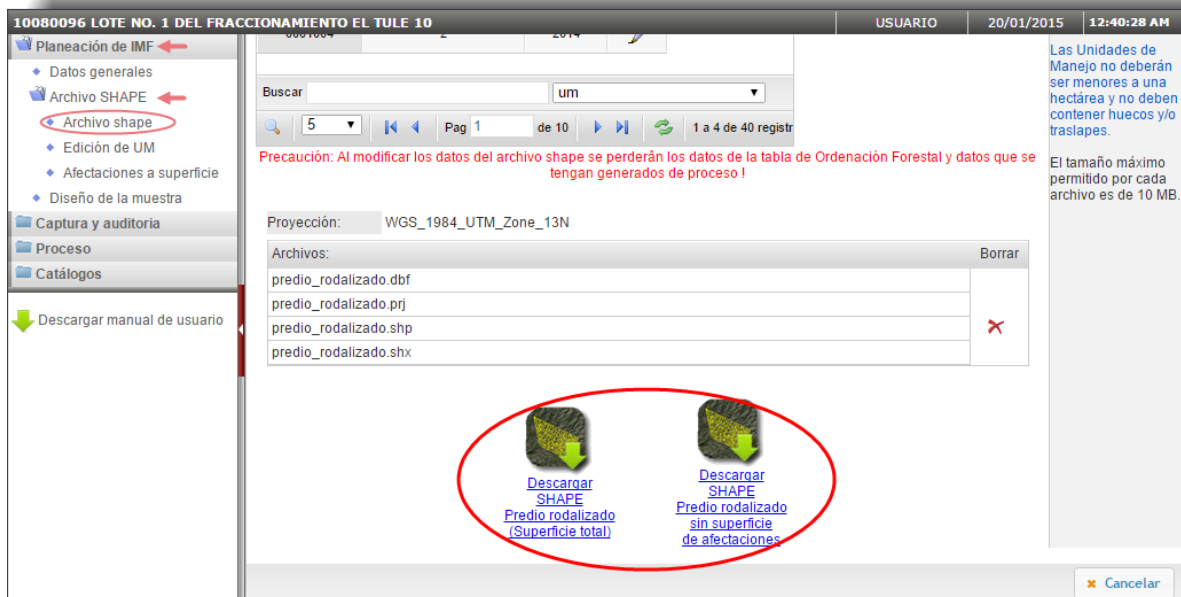 10080096 LOTE NO. 1 DEL FRACCIONAMIENTO EL TULE 10 USUARIO 20/01/2015 12:40:28 AM
Planeación de IMF
Datos generales
Archivo SHAPE
Archivo shape
Edición de UM
Afectaciones a superficie
Diseño de la muestra
Captura y auditoria
Proceso
Catálogos
Descargar manual de usuario
2 2014
Buscar um
5 Pag 1 de 10 1 a 4 de 40 registr
Precaución: Al modificar los datos del archivo shape se perderán los datos de la tabla de Ordenación Forestal y datos que se
tengan generados de proceso !
Proyección: WGS_1984_UTM_Zone_13N
Archivos: Borrar
predio_rodalizado.dbf
predio_rodalizado.prj
predio_rodalizado.shp
predio_rodalizado.shx
Descargar
SHAPE
Predio rodalizado
(Superficie total)
Descargar
SHAPE
Predio rodalizado
sin superficie
de afectaciones
Las Unidades de
Manejo no deberán
ser menores a una
hectárea y no deben
contener huecos y/o
traslapes.
El tamaño máximo
permitido por cada
archivo es de 10 MB.
Cancelar